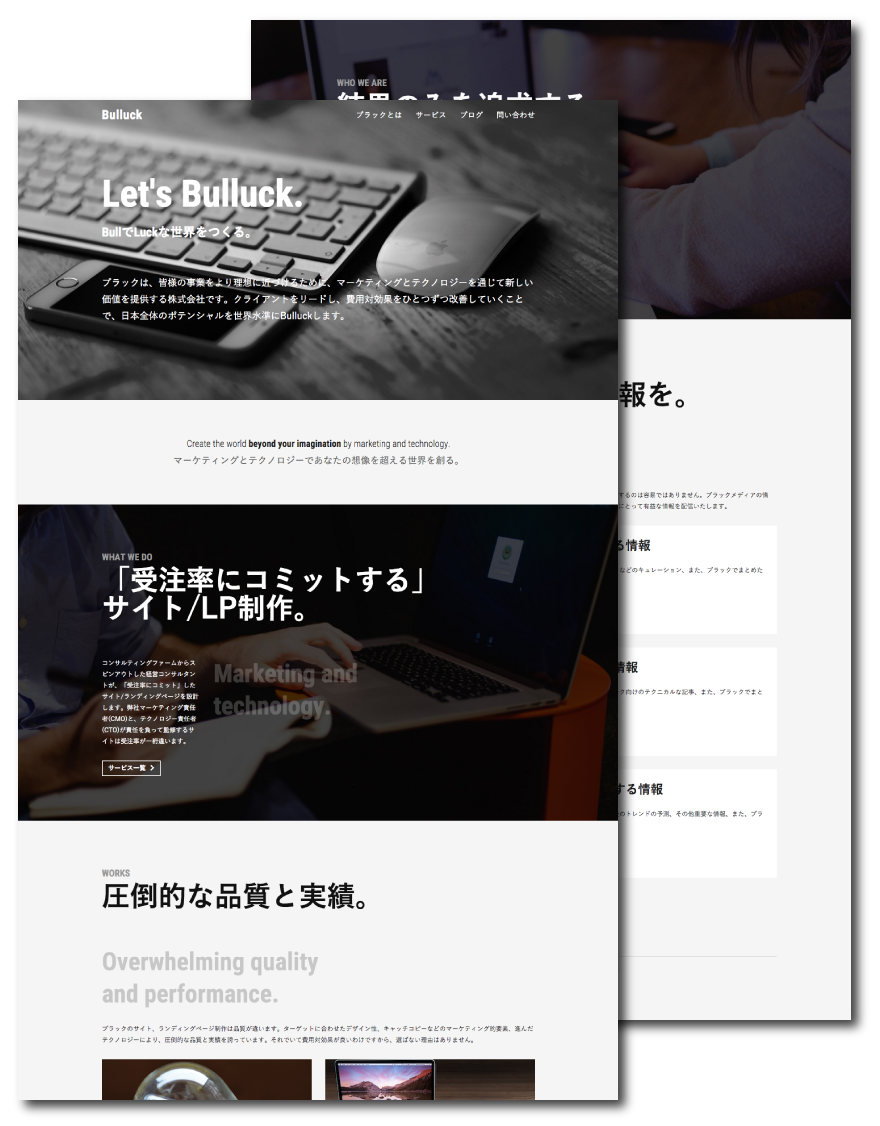 WHO WE ARE
結果のみを追求する
Bulluck
ブラックとは サービス ブログ 問い合わせ
Let's Bulluck.
BullでLuckな世界をつくる。
ブラックは、皆様の事業をより理想に近づけるために、マーケティングとテクノロジーを通じて新しい
価値を提供する株式会社です。クライアントをリードし、費用対効果をひとつずつ改善していくこと
で、日本全体のポテンシャルを世界水準にBulluckします。
Create the world beyond your imagination by marketing and technology.
マーケティングとテクノロジーであなたの想像を超える世界を創る。
WHAT WE DO
「受注率にコミットする」
サイト/LP制作。
コンサルティングファームからス
ピンアウトした経営コンサルタン
トが、「受注率にコミット」した
サイト/ランディングページを設計
します。弊社マーケティング責任
者(CMO)と、テクノロジー責任者
(CTO)が責任を負って監修するサ
イトは受注率が一桁違います。
Marketing and
technology.
サービス一覧
WORKS
圧倒的な品質と実績。
Overwhelming quality
and performance.
ブラックのサイト、ランディングページ制作は品質が違います。ターゲットに合わせたデザイン性、キャッチコピーなどのマーケティング的要素、進んだ
テクノロジーにより、圧倒的な品質と実績を誇っています。それでいて費用対効果が良いわけですから、選ばない理由はありません。
報を。
するのは容易ではありません。ブラックメディアの情
にとって有益な情報を配信いたします。
る情報
などのキュレーション、また、ブラックでまとめた
情報
ク向けのテクニカルな記事、また、ブラックでまと
する情報
のトレンドの予測、その他重要な情報、また、ブラ